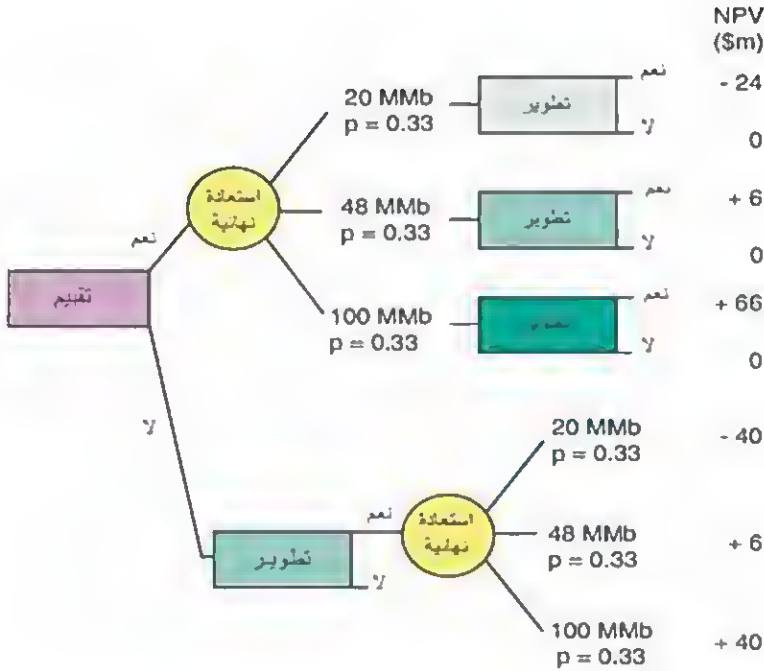 NPV
($m)
نعم
- 24
20 MMb
p = 0.33
تطوير
لا
0
استعادة
نهائية
نعم
+ 6
48 MMb
p = 0.33
تطوير
لا
0
نعم
تقييم
نعم
+ 66
100 MMb
p = 0.33
لا
0
لا
20 MMb
p = 0.33
- 40
نعم
استعادة
نهائية
تطوير
لا
48 MMb
p = 0.33
+ 6
100 MMb
p = 0.33
+ 40